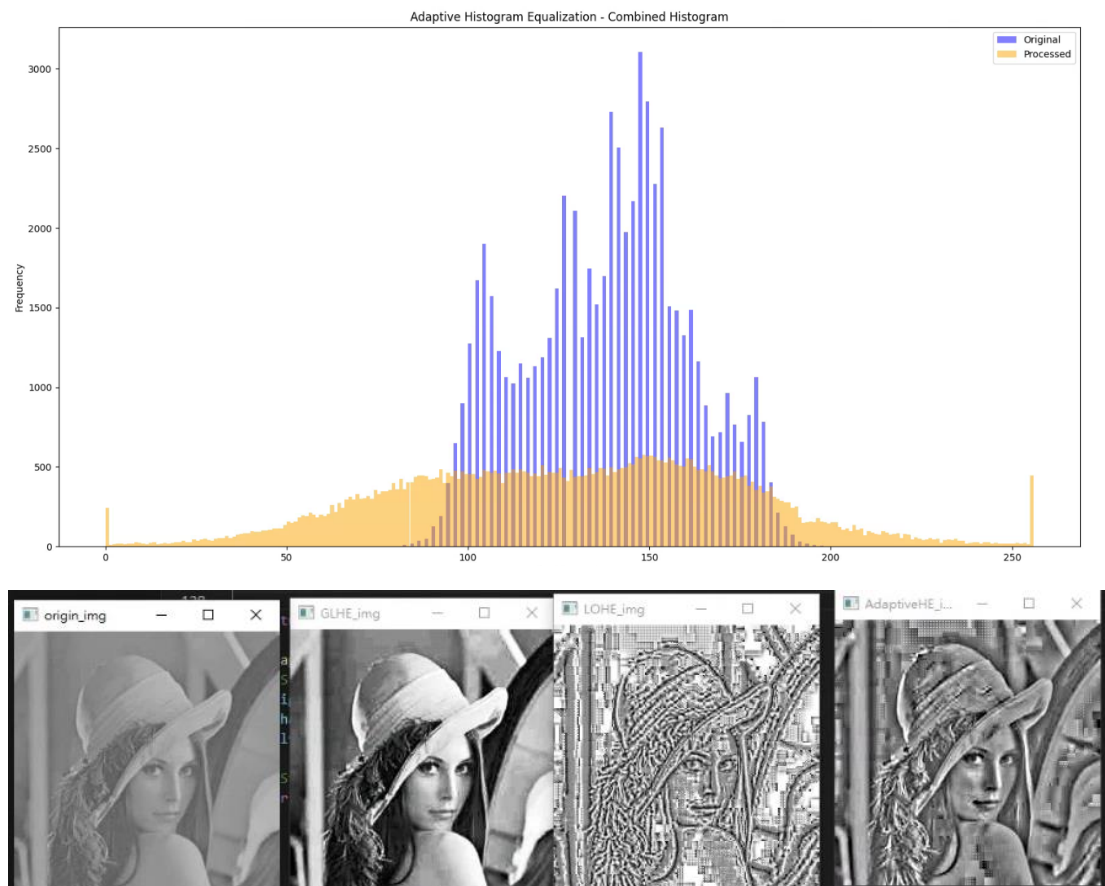 Adaptive Histogram Equalization - Combined Histogram
Original
Processed
Frequency
3000
2500
2000
1500
1000
500
0
0 50 100 150 200 250
origin_img
GLHE_img
LOHE_img
AdaptiveHE_i...